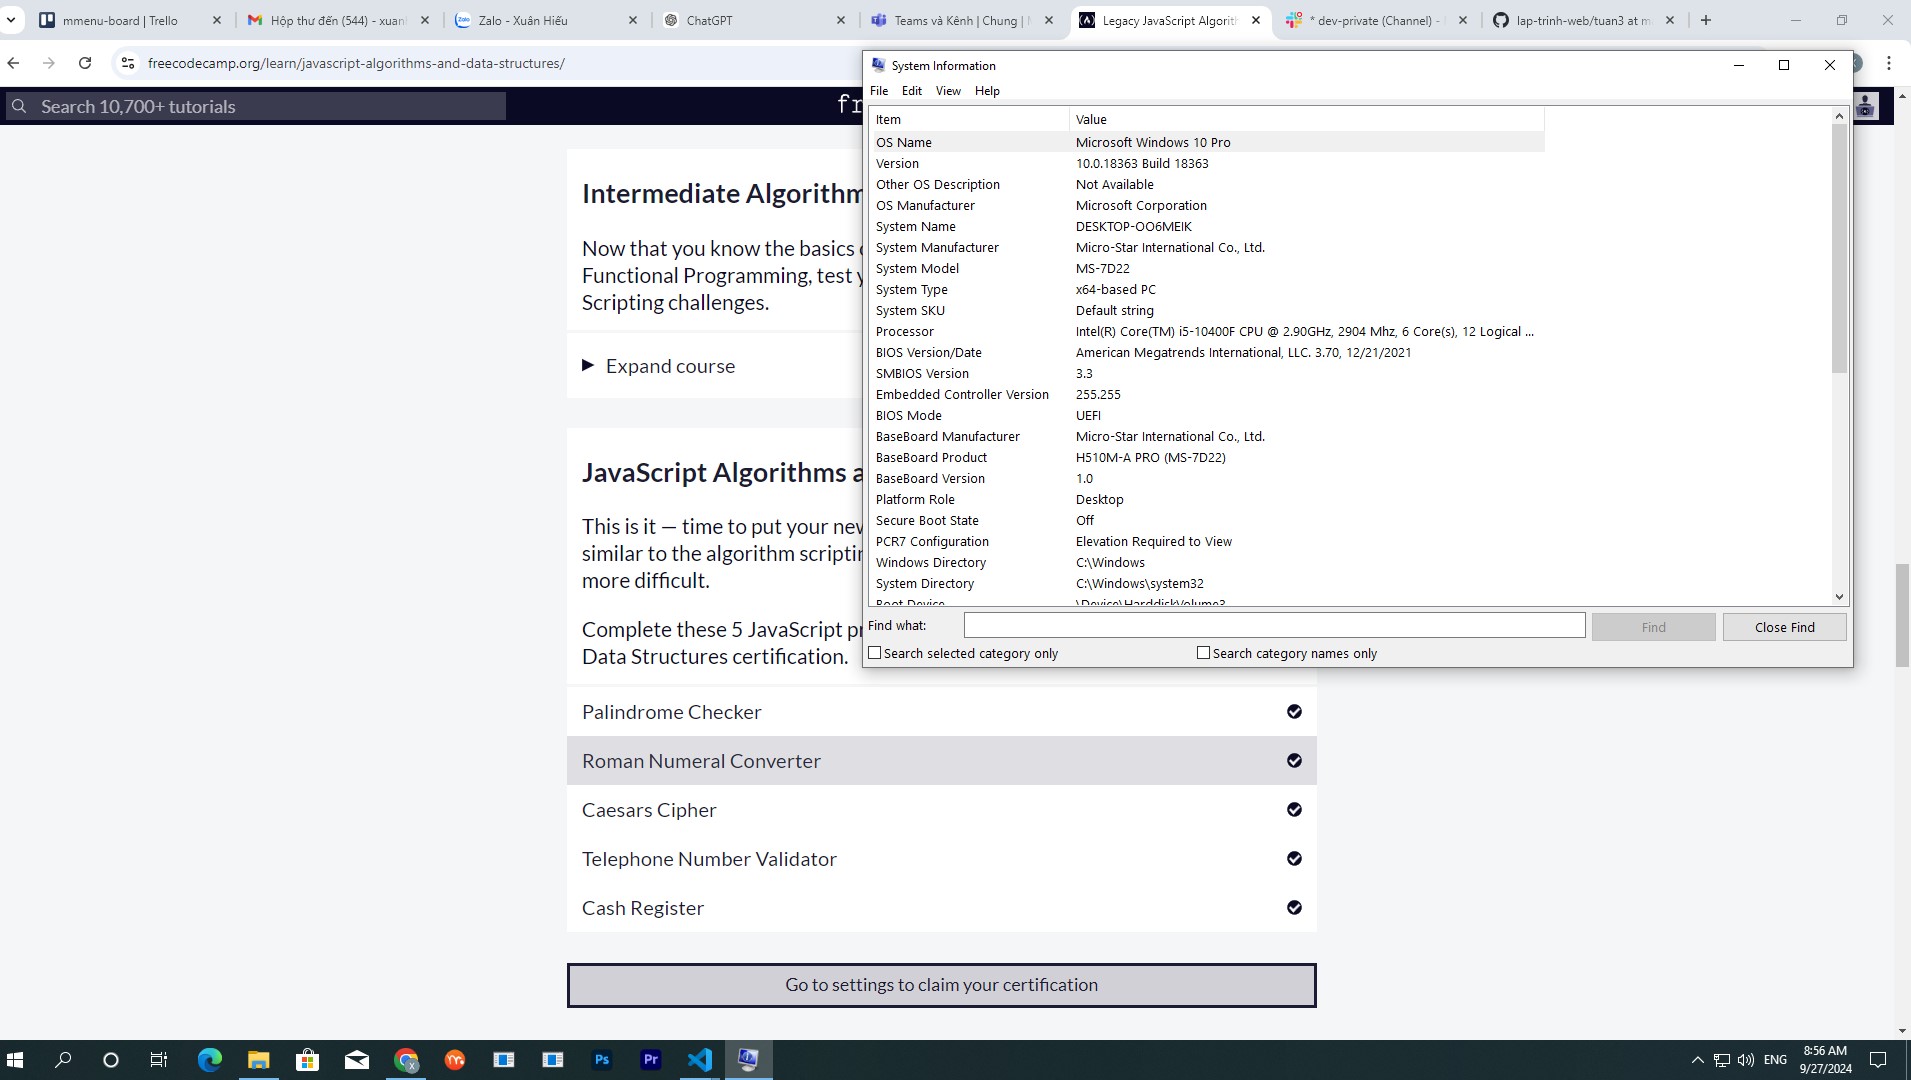 mmenu-board | Trello
Hộp thư đến (544) - xuan
Zalo - Xuân Hiếu
ChatGPT
Teams và Kênh | Chung |
Legacy JavaScript Algorith
* dev-private (Channel) -
lap-trinh-web/tuan3 at m
freecodecamp.org/learn/javascript-algorithms-and-data-structures/
Search 10,700+ tutorials
fr
Intermediate Algorithm
Now that you know the basics
Functional Programming, test
Scripting challenges.
Expand course
JavaScript Algorithms a
This is it — time to put your new
similar to the algorithm scriptin
more difficult.
Complete these 5 JavaScript pr
Data Structures certification.
Palindrome Checker
Roman Numeral Converter
Caesars Cipher
Telephone Number Validator
Cash Register
Go to settings to claim your certification
System Information
File Edit View Help
Item Value
OS Name Microsoft Windows 10 Pro
Version 10.0.18363 Build 18363
Other OS Description Not Available
OS Manufacturer Microsoft Corporation
System Name DESKTOP-OO6MEIK
System Manufacturer Micro-Star International Co., Ltd.
System Model MS-7D22
System Type x64-based PC
System SKU Default string
Processor Intel(R) Core(TM) i5-10400F CPU @ 2.90GHz, 2904 Mhz, 6 Core(s), 12 Logical ...
BIOS Version/Date American Megatrends International, LLC. 3.70, 12/21/2021
SMBIOS Version 3.3
Embedded Controller Version 255.255
BIOS Mode UEFI
BaseBoard Manufacturer Micro-Star International Co., Ltd.
BaseBoard Product H510M-A PRO (MS-7D22)
BaseBoard Version 1.0
Platform Role Desktop
Secure Boot State Off
PCR7 Configuration Elevation Required to View
Windows Directory C:\Windows
System Directory C:\Windows\system32
Boot Device \Device\HarddiskVolume3
Find what: Find Close Find
Search selected category only Search category names only
Ps
Pr
ENG
8:56 AM
9/27/2024